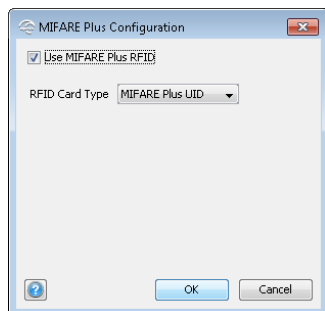 MIFARE Plus Configuration
Use MIFARE Plus RFID
RFID Card Type MIFARE Plus UID
? OK Cancel